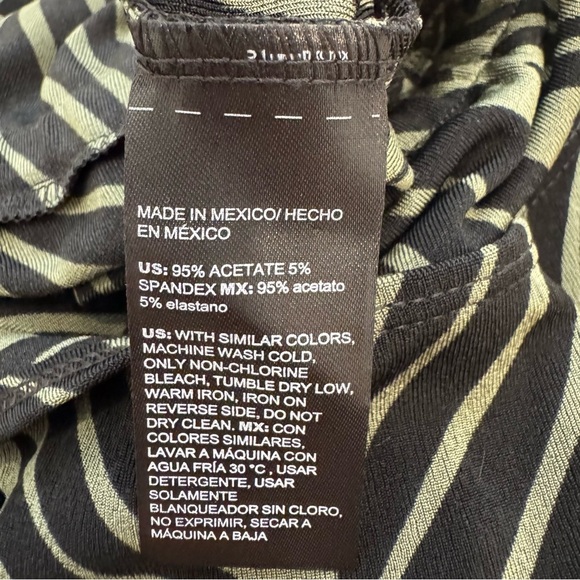 MADE IN MEXICO/ HECHO
EN MÉXICO
US: 95% ACETATE 5%
SPANDEX MX: 95% acetato
5% elastano
US: WITH SIMILAR COLORS,
MACHINE WASH COLD,
ONLY NON-CHLORINE
BLEACH, TUMBLE DRY LOW,
WARM IRON, IRON ON
REVERSE SIDE, DO NOT
DRY CLEAN. MX: CON
COLORES SIMILARES,
LAVAR A MÁQUINA CON
AGUA FRÍA 30 °C , USAR
DETERGENTE, USAR
SOLAMENTE
BLANQUEADOR SIN CLORO,
NO EXPRIMIR, SECAR A
MÁQUINA A BAJA